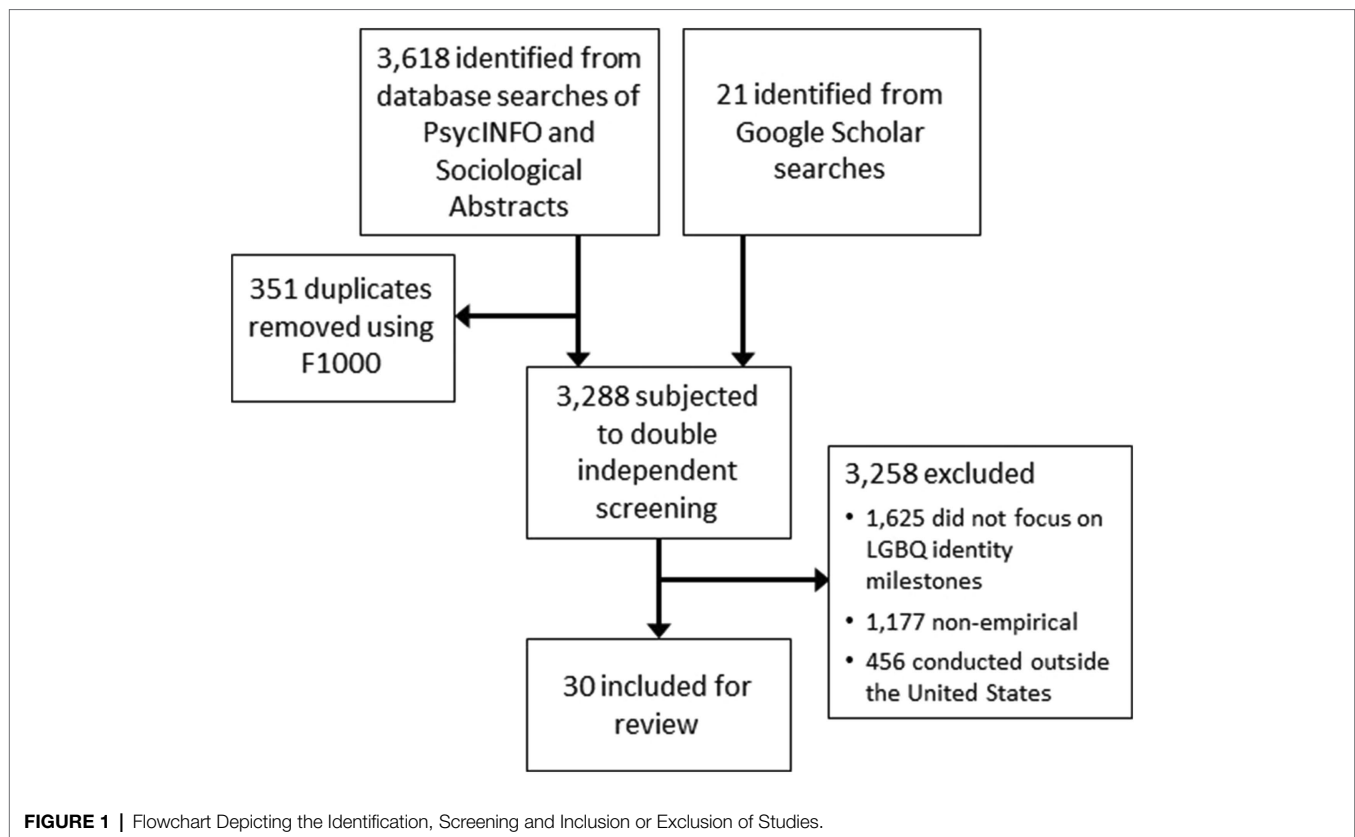 3,618 identified from
database searches of
PsycINFO and
Sociological
Abstracts
21 identified from
Google Scholar
searches
351 duplicates
removed using
F1000
3,288 subjected
to double
independent
screening
3,258 excluded
• 1,625 did not focus on
LGBQ identity
milestones
• 1,177 non-empirical
• 456 conducted outside
the United States
30 included for
review
FIGURE 1 | Flowchart Depicting the Identification, Screening and Inclusion or Exclusion of Studies.